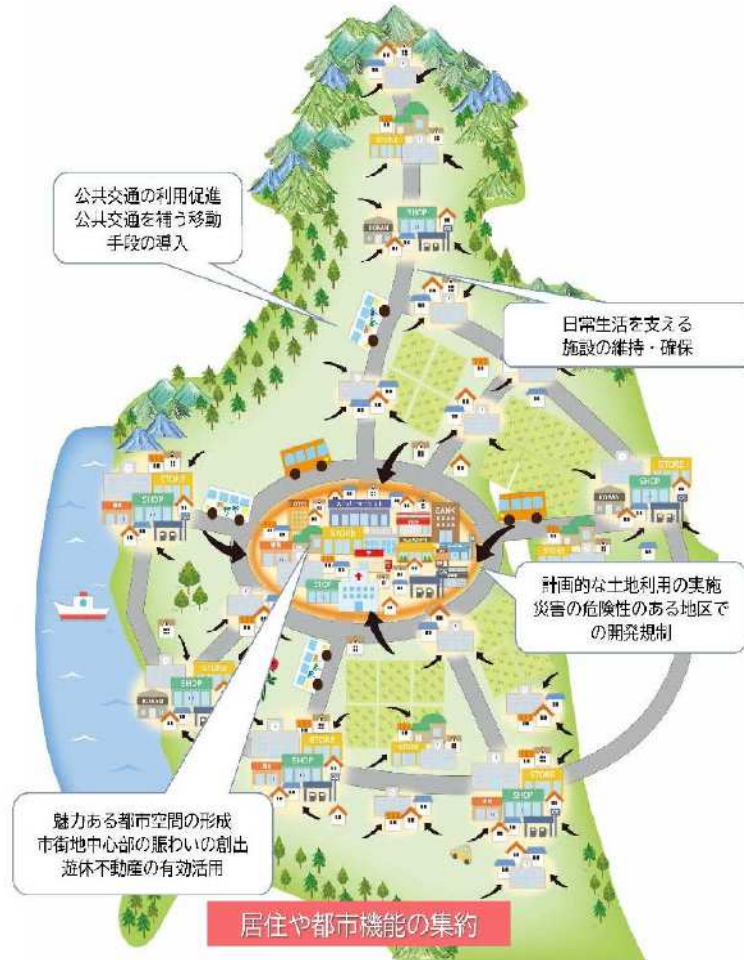 公共交通の利用促進
公共交通を補う移動
手段の導入
SHOP
日常生活を支える
施設の維持・確保
STORE
SHOP
STORE
SHOP
BANK
STORE
SHOP
計画的な土地利用の実施
災害の危険性のある地区で
の開発規制
STORE
SHOP
STORE
SHOP
STORE
STORE
SHOP
魅力ある都市空間の形成
市街地中心部の賑わいの創出
遊休不動産の有効活用
居住や都市機能の集約